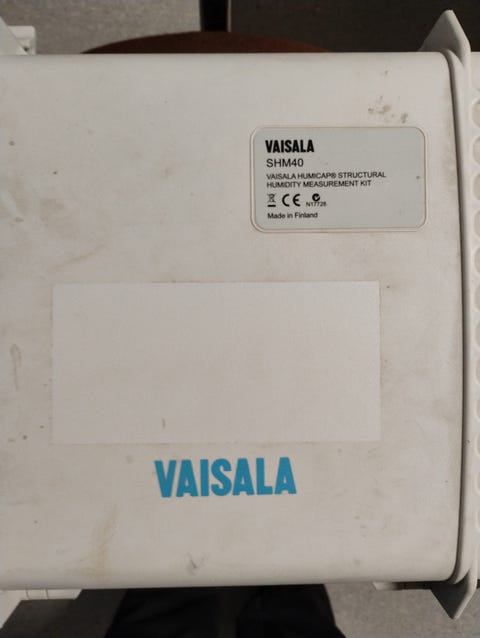 VAISALA
SHM40
VAISALA HUMICAP® STRUCTURAL
HUMIDITY MEASUREMENT KIT
CE N17728
Made in Finland
VAISALA